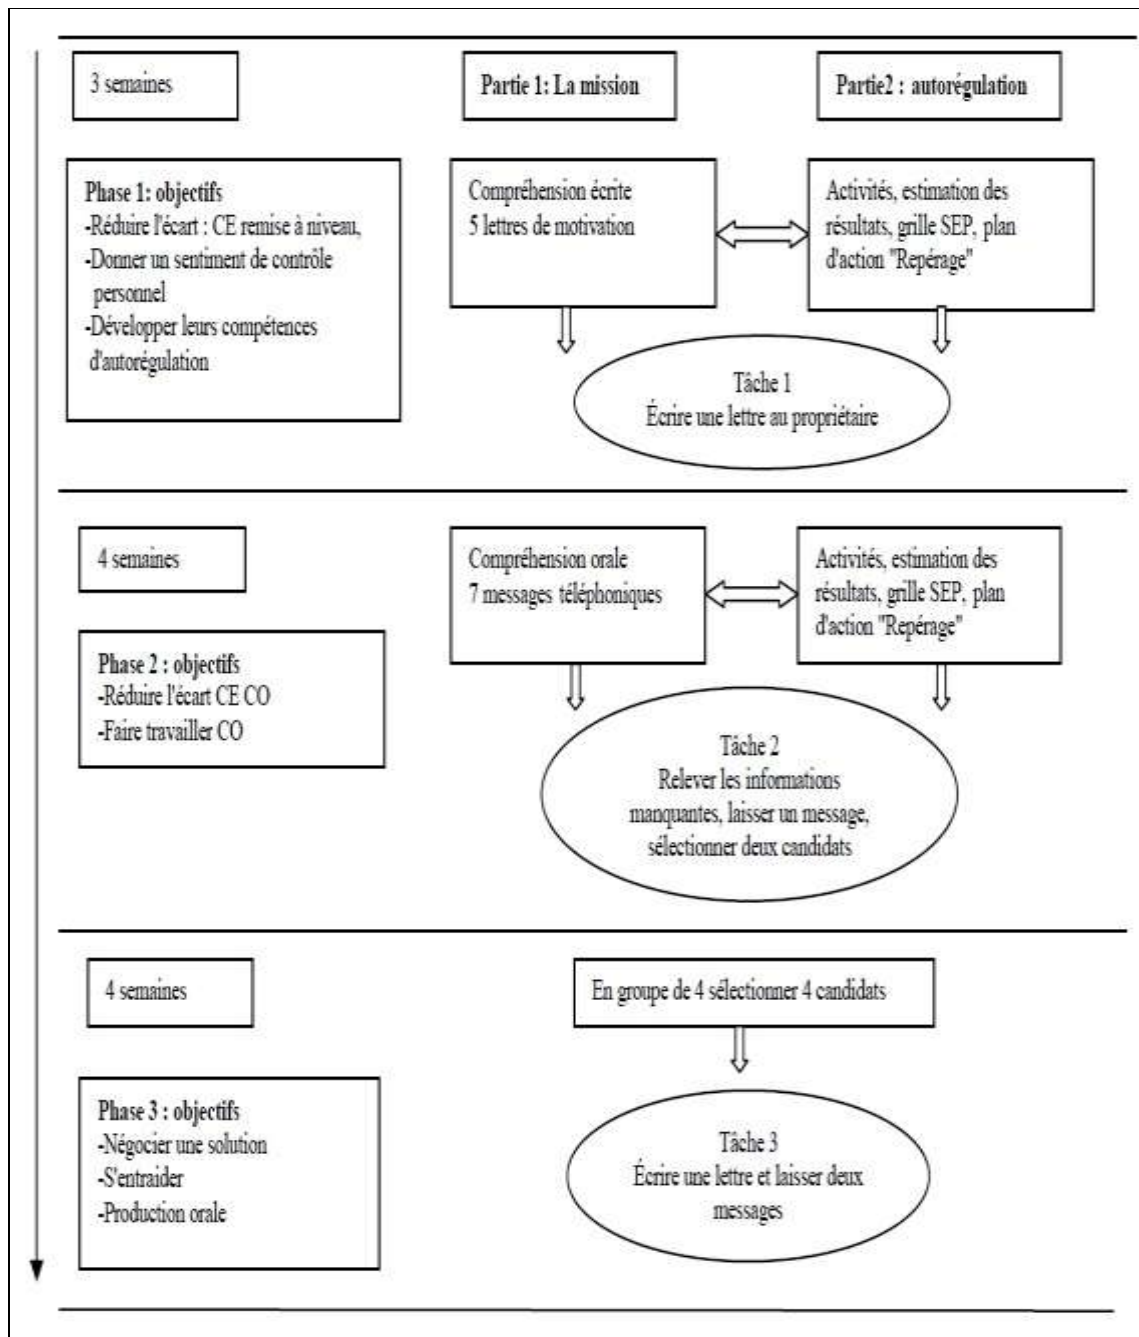 3 semaines
Partie 1: La mission
Partie2 : autorégulation
Phase 1: objectifs
-Réduire l'écart : CE remise à niveau,
-Donner un sentiment de contrôle
personnel
-Développer leurs compétences
d'autorégulation
Compréhension écrite
5 lettres de motivation
Activités, estimation des
résultats, grille SEP, plan
d'action "Repérage"
Tâche 1
Écrire une lettre au propriétaire
4 semaines
Phase 2 : objectifs
-Réduire l'écart CE CO
-Faire travailler CO
Compréhension orale
7 messages téléphoniques
Activités, estimation des
résultats, grille SEP, plan
d'action "Repérage"
Tâche 2
Relever les informations
manquantes, laisser un message,
sélectionner deux candidats
4 semaines
Phase 3 : objectifs
-Négocier une solution
-S'entraider
-Production orale
En groupe de 4 sélectionner 4 candidats
Tâche 3
Écrire une lettre et laisser deux
messages